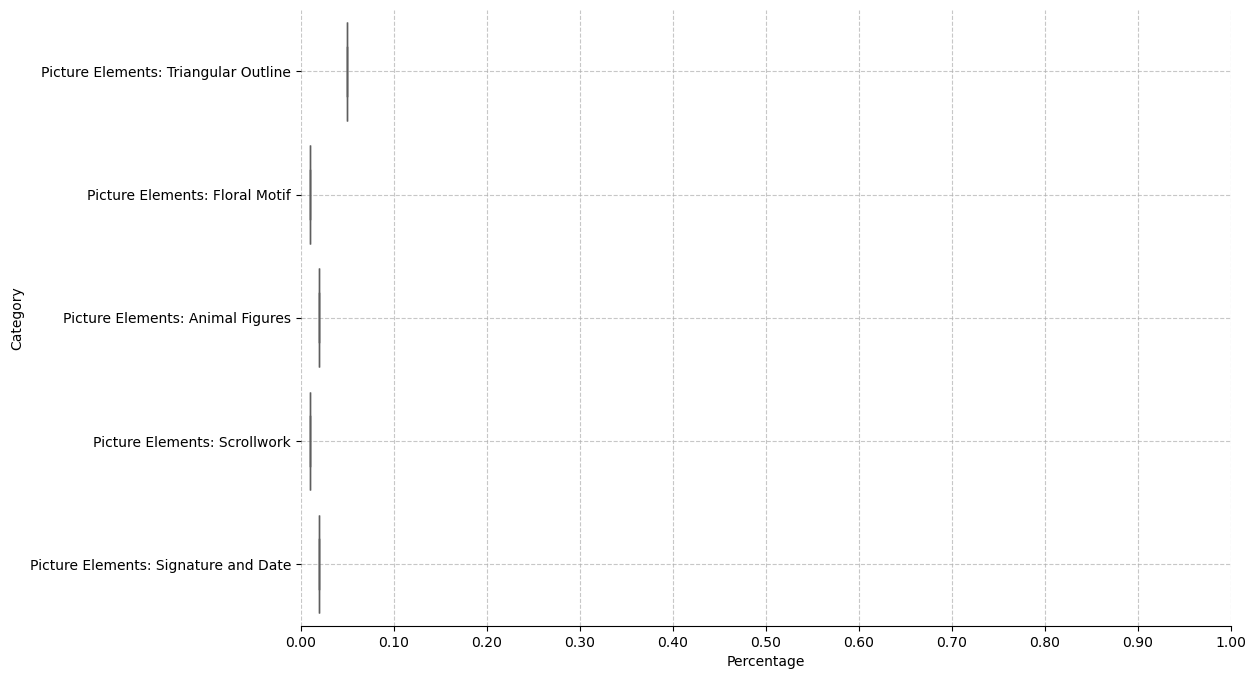 Picture Elements: Triangular Outline
Picture Elements: Floral Motif
Picture Elements: Animal Figures
Picture Elements: Scrollwork
Picture Elements: Signature and Date
Category
0.00 0.10 0.20 0.30 0.40 0.50 0.60 0.70 0.80 0.90 1.00
Percentage